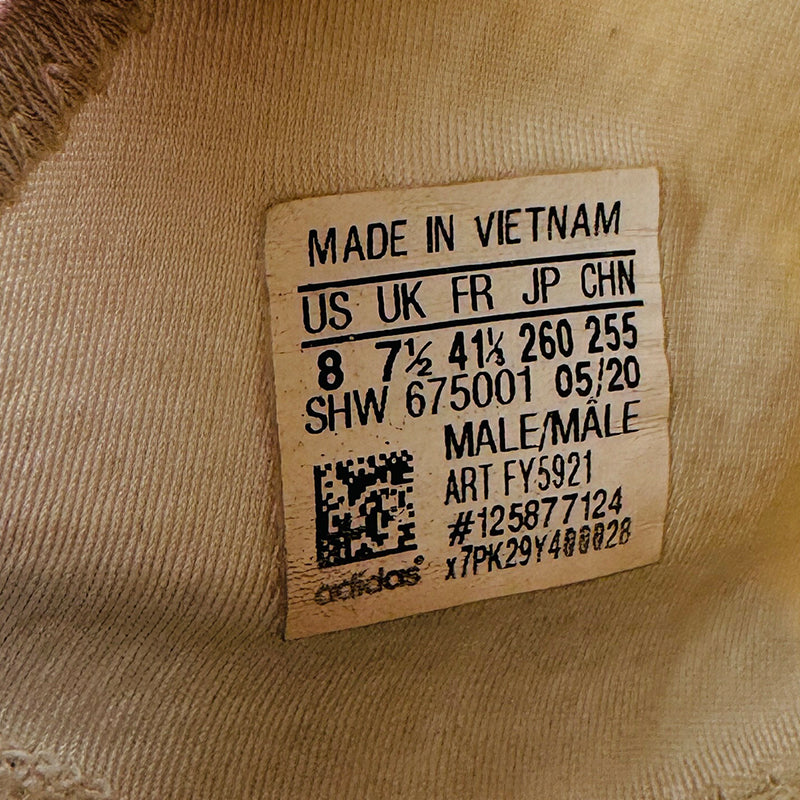 MADE IN VIETNAM
US UK FR JP CHN
8 7½ 41⅓ 260 255
SHW 675001 05/20
MALE/MÂLE
ART FY5921
#125877124
x7PK29Y400028
adidas®